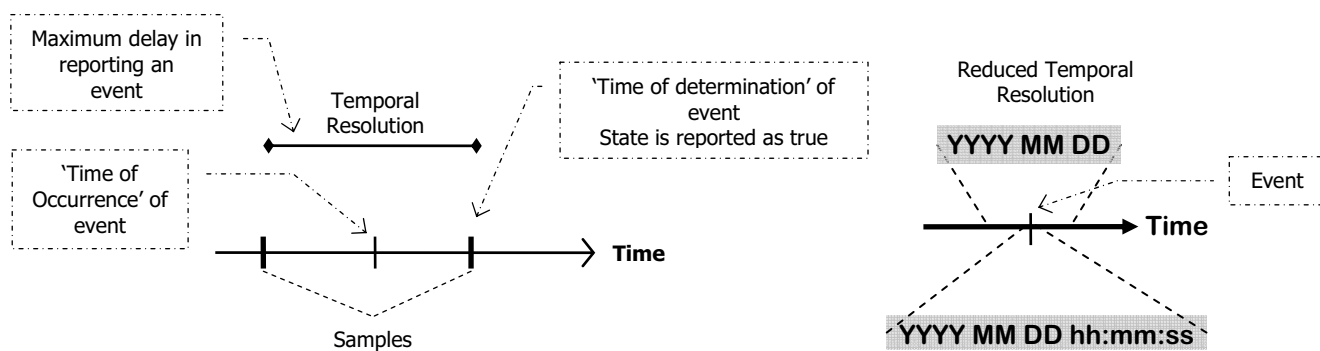 Maximum delay in
reporting an
event
Temporal
Resolution
‘Time of determination’ of
event
State is reported as true
‘Time of
Occurrence’ of
event
Time
Samples
Reduced Temporal
Resolution
YYYY MM DD
Event
Time
YYYY MM DD hh:mm:ss